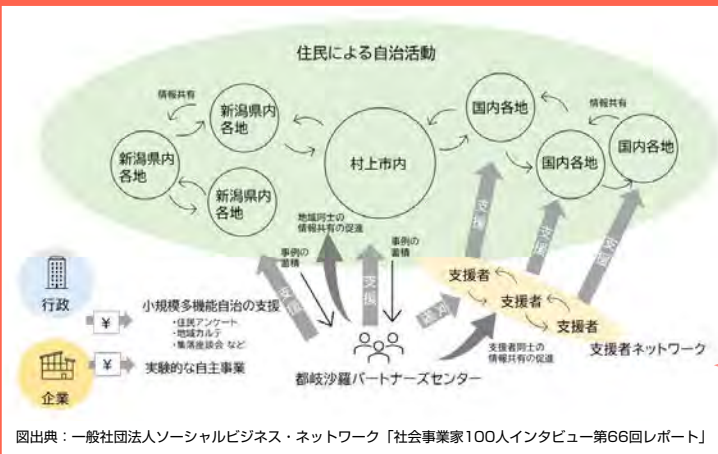 住民による自治活動
情報共有
新潟県内
各地
新潟県内
各地
新潟県内
各地
村上市内
国内各地
国内各地
国内各地
情報共有
地域同士の
情報共有の促進
事例の
蓄積
事例の
蓄積
支援
支援
支援
支援
支援
支援
支援者
支援者
支援者
支援者ネットワーク
支援者同士の
情報共有の促進
行政
¥
小規模多機能自治の支援
・住民アンケート
・地域カルテ
・集落座談会 など
企業
¥
実験的な自主事業
都岐沙羅パートナーズセンター
図出典：一般社団法人ソーシャルビジネス・ネットワーク「社会事業家100人インタビュー第66回レポート」